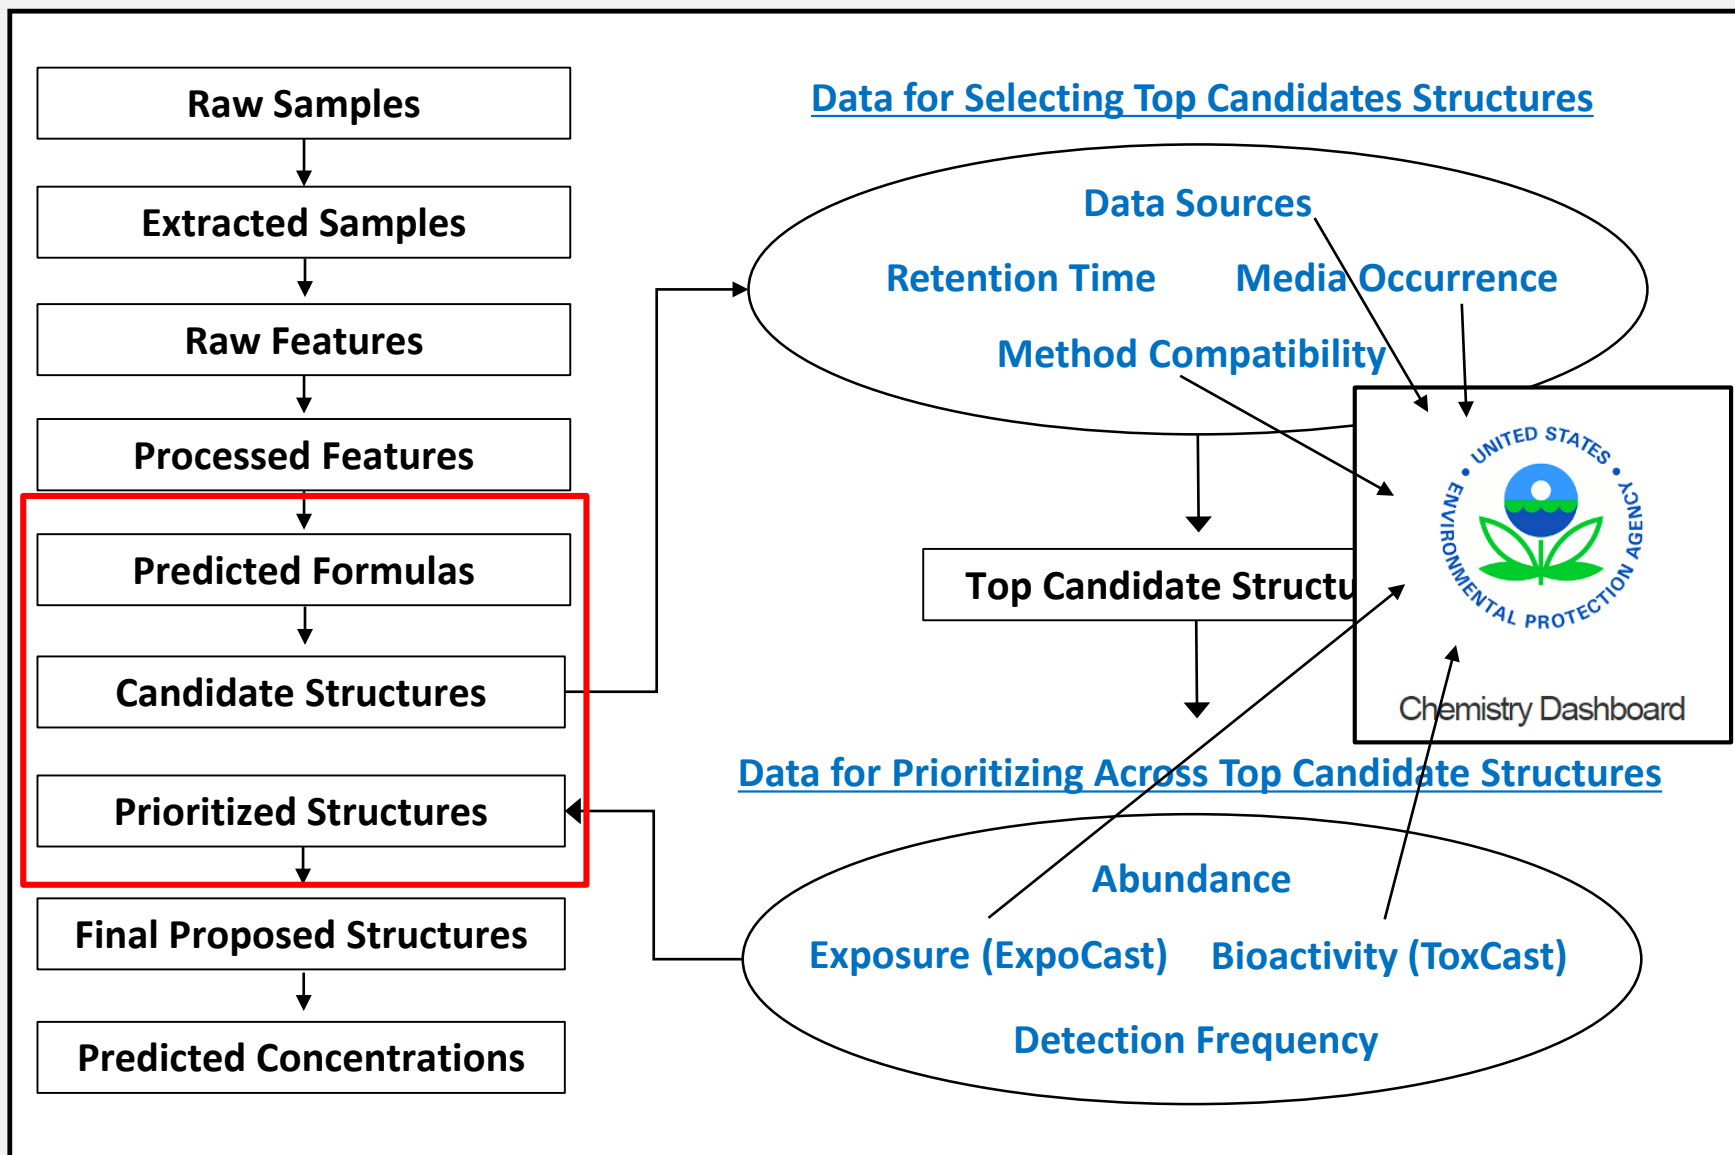 Raw Samples
Extracted Samples
Raw Features
Processed Features
Predicted Formulas
Candidate Structures
Prioritized Structures
Final Proposed Structures
Predicted Concentrations
Data for Selecting Top Candidates Structures
Data Sources
Retention Time
Media Occurrence
Method Compatibility
Top Candidate Structu
UNITED STATES
ENVIRONMENTAL PROTECTION AGENCY
Chemistry Dashboard
Data for Prioritizing Across Top Candidate Structures
Abundance
Exposure (ExpoCast)
Bioactivity (ToxCast)
Detection Frequency